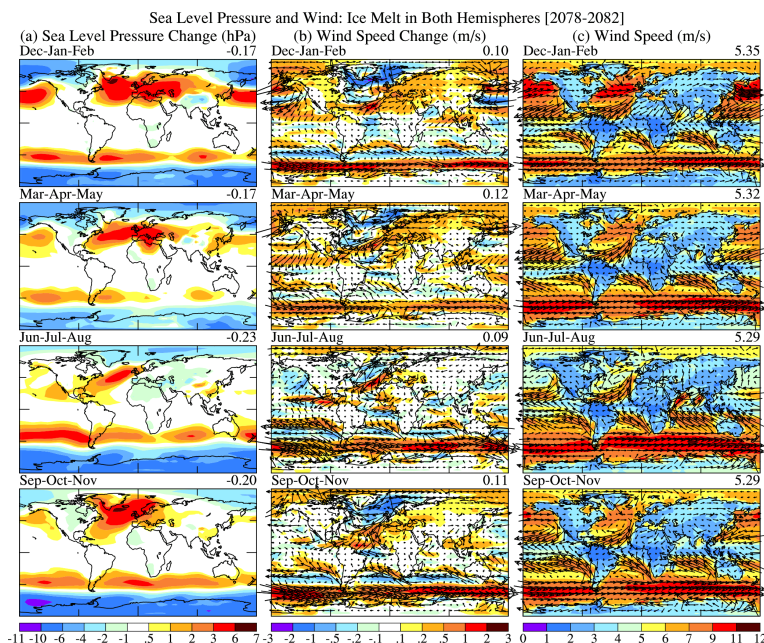 Sea Level Pressure and Wind: Ice Melt in Both Hemispheres [2078-2082]
(a) Sea Level Pressure Change (hPa) (b) Wind Speed Change (m/s) (c) Wind Speed (m/s)
Dec-Jan-Feb -0.17 Dec-Jan-Feb 0.10 Dec-Jan-Feb 5.35
Mar-Apr-May -0.17 Mar-Apr-May 0.12 Mar-Apr-May 5.32
Jun-Jul-Aug -0.23 Jun-Jul-Aug 0.09 Jun-Jul-Aug 5.29
Sep-Oct-Nov -0.20 Sep-Oct-Nov 0.11 Sep-Oct-Nov 5.29
-11 -10 -6 -4 -2 -1 .5 1 2 3 6 7 -3 -2 -1 -.5 -.1 .1 .2 .5 1 2 3 0 1 2 3 4 5 6 7 9 11 12